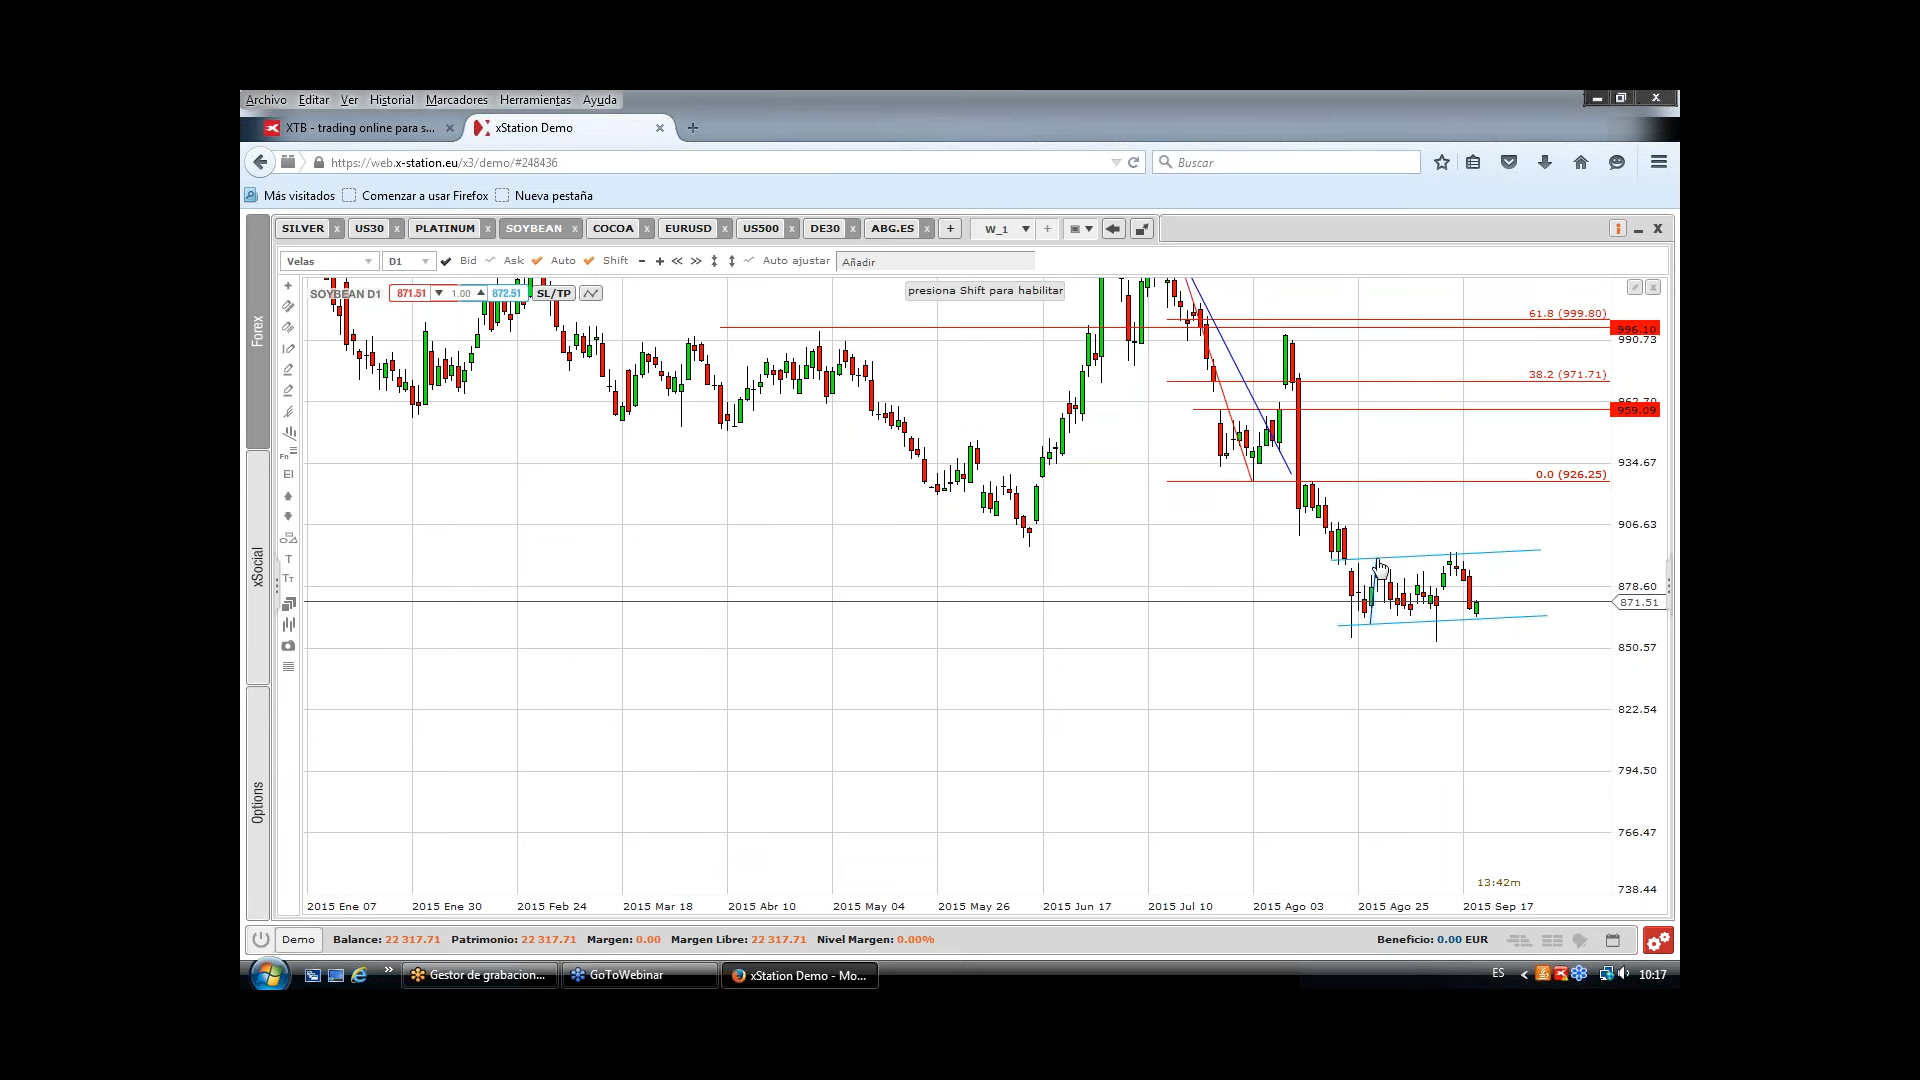 Archivo Editar Ver Historial Marcadores Herramientas Ayuda
XTB - trading online para s... xStation Demo
https://web.x-station.eu/x3/demo/#248436 Buscar
Más visitados Comenzar a usar Firefox Nueva pestaña
SILVER x US30 x PLATINUM x SOYBEAN x COCOA x EURUSD x US500 x DE30 x ABG.ES x + W_1 +
Velas D1 Bid Ask Auto Shift - + << >> Auto ajustar Añadir
SOYBEAN D1 871.51 1.00 872.51 SL/TP presiona Shift para habilitar
61.8 (999.80)
996.10
990.73
38.2 (971.71)
959.09
934.67
0.0 (926.25)
906.63
878.60
871.51
850.57
822.54
794.50
766.47
13:42m
738.44
2015 Ene 07 2015 Ene 30 2015 Feb 24 2015 Mar 18 2015 Abr 10 2015 May 04 2015 May 26 2015 Jun 17 2015 Jul 10 2015 Ago 03 2015 Ago 25 2015 Sep 17
Forex
xSocial
Options
Demo Balance: 22 317.71 Patrimonio: 22 317.71 Margen: 0.00 Margen Libre: 22 317.71 Nivel Margen: 0.00% Beneficio: 0.00 EUR
Gestor de grabacion... GoToWebinar xStation Demo - Mo... ES 10:17